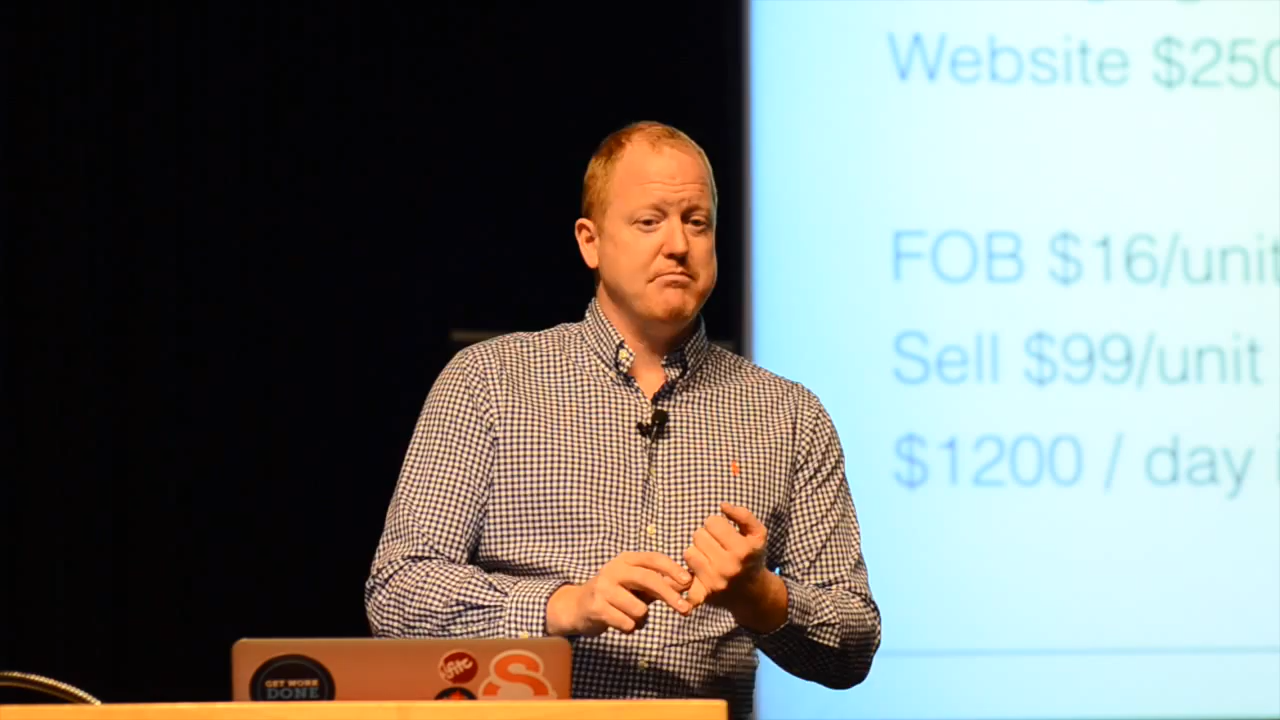 Website $250
FOB $16/unit
Sell $99/unit
$1200 / day
GET WORK
DONE